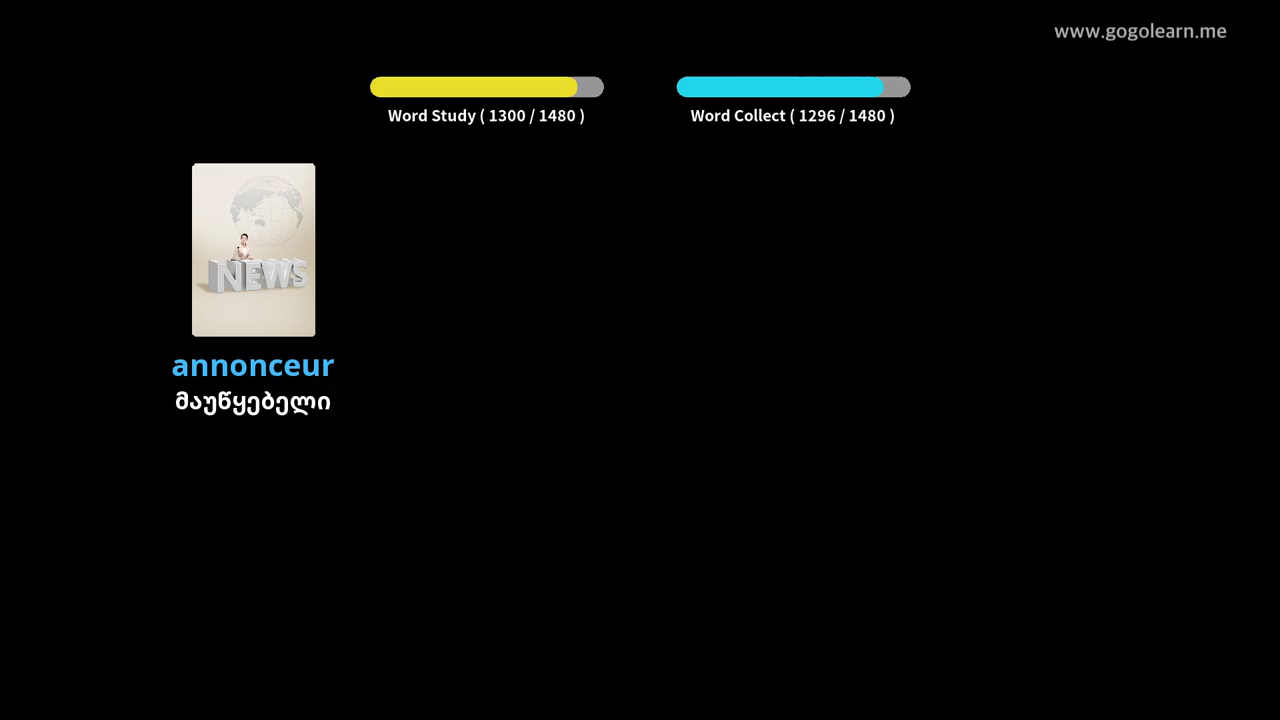 www.gogolearn.me
Word Study ( 1300 / 1480 )
Word Collect ( 1296 / 1480 )
NEWS
annonceur
მაუწყებელი